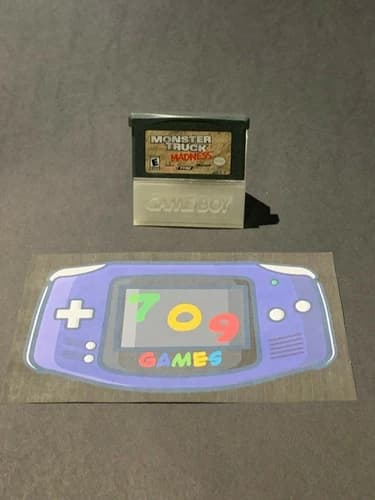 MONSTER
TRUCK
MADNESS
E
GAME BOY
7 0 9
GAMES